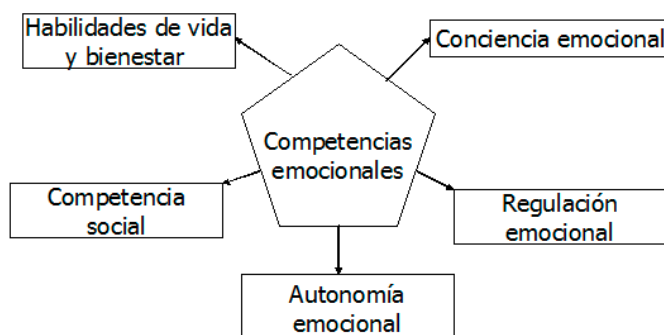 Habilidades de vida
y bienestar
Conciencia emocional
Competencias
emocionales
Competencia
social
Regulación
emocional
Autonomía
emocional